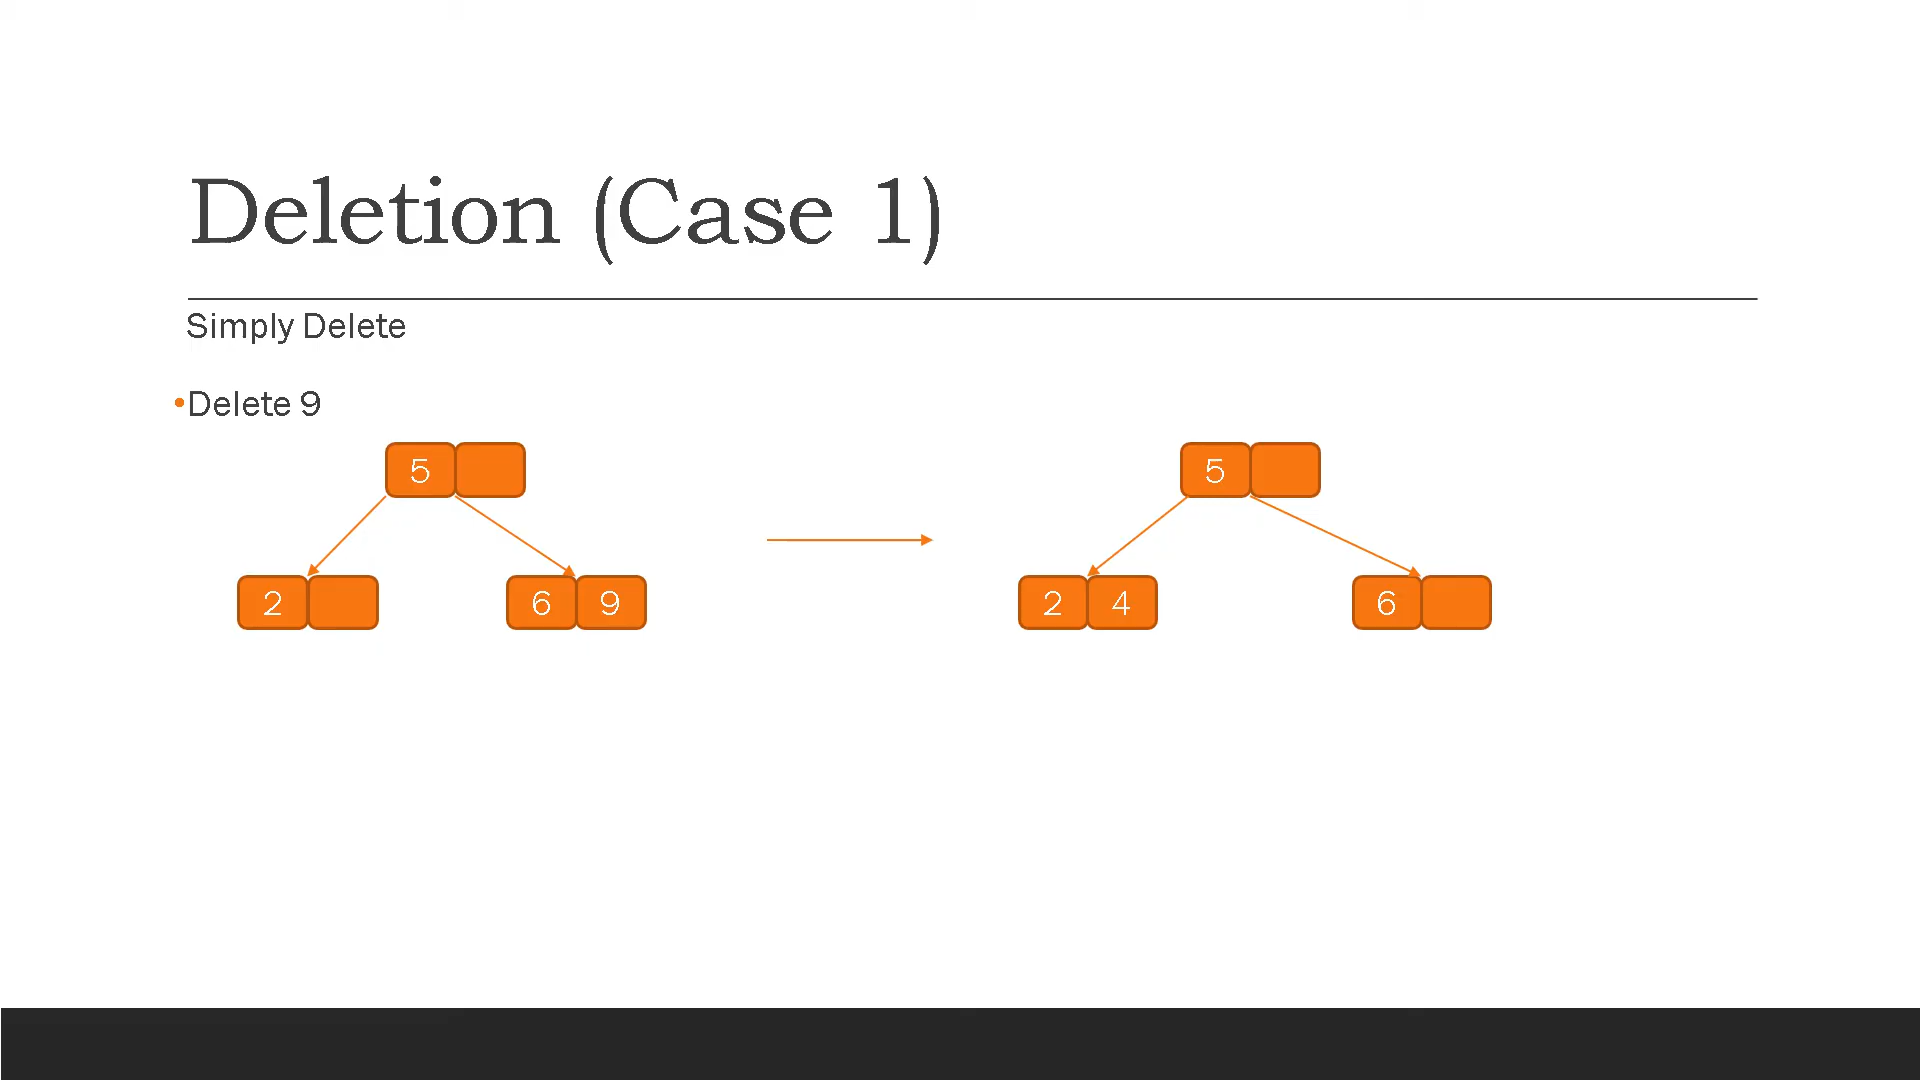 Deletion (Case 1)
Simply Delete
•Delete 9
5 5
2 6 9 2 4 6